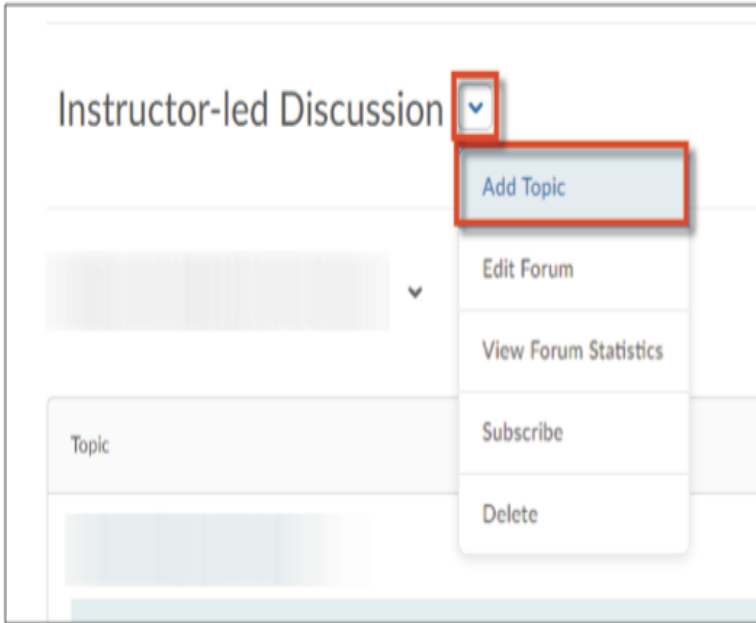 Instructor-led Discussion
Add Topic
Edit Forum
View Forum Statistics
Topic
Subscribe
Delete